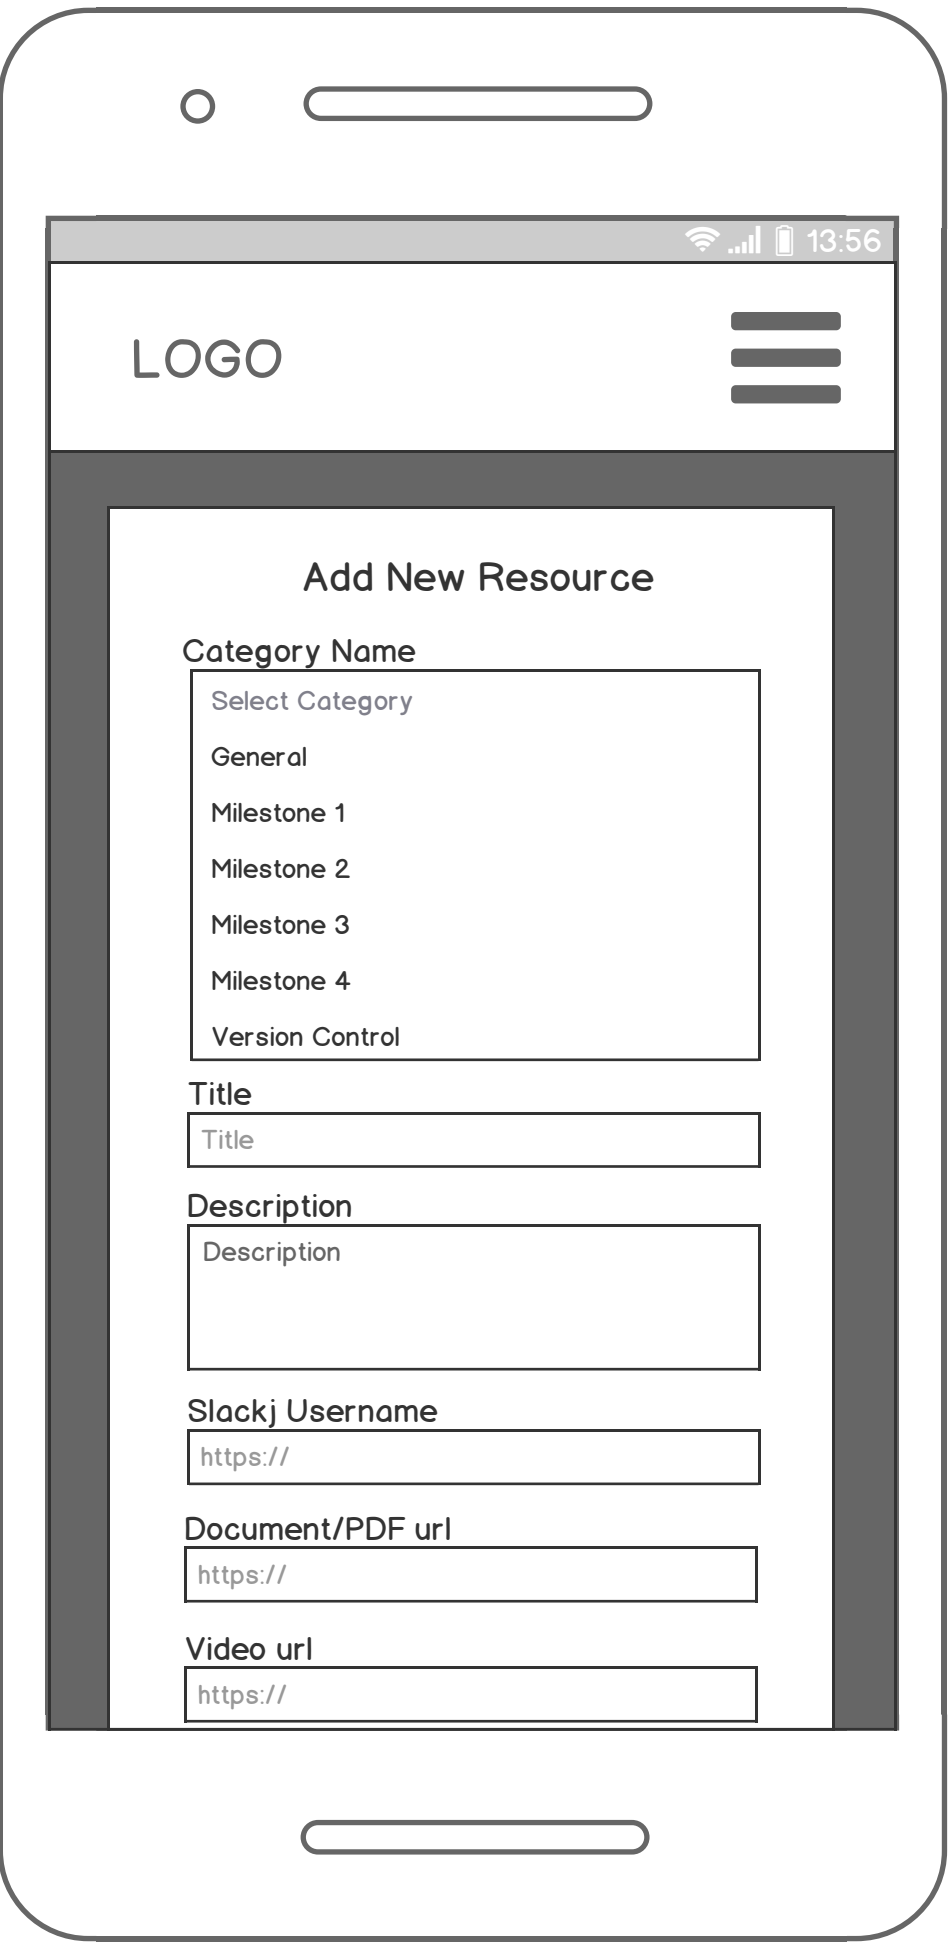 13:56
LOGO
Add New Resource
Category Name
Select Category
General
Milestone 1
Milestone 2
Milestone 3
Milestone 4
Version Control
Title
Title
Description
Description
Slackj Username
https://
Document/PDF url
https://
Video url
https://